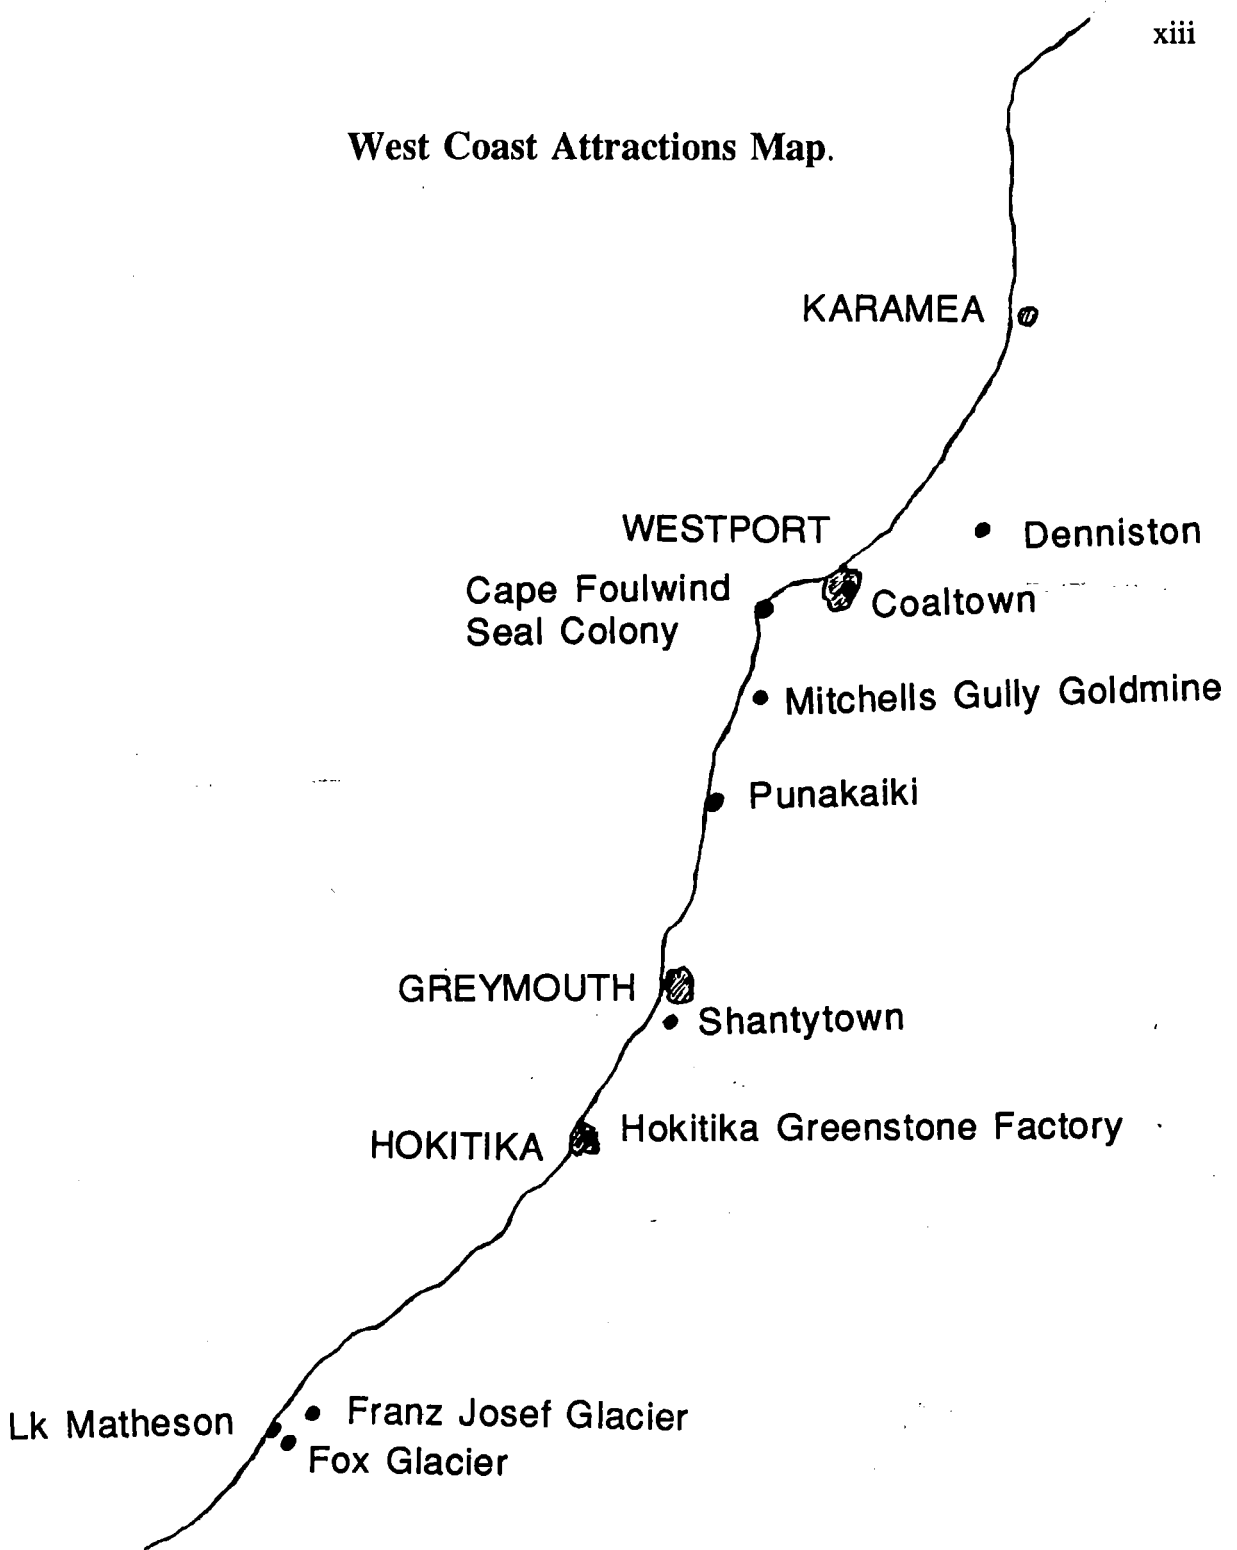 xiii
West Coast Attractions Map.
KARAMEA
WESTPORT
Denniston
Cape Foulwind
Seal Colony
Coaltown
Mitchells Gully Goldmine
Punakaiki
GREYMOUTH
Shantytown
HOKITIKA
Hokitika Greenstone Factory
Lk Matheson
Franz Josef Glacier
Fox Glacier